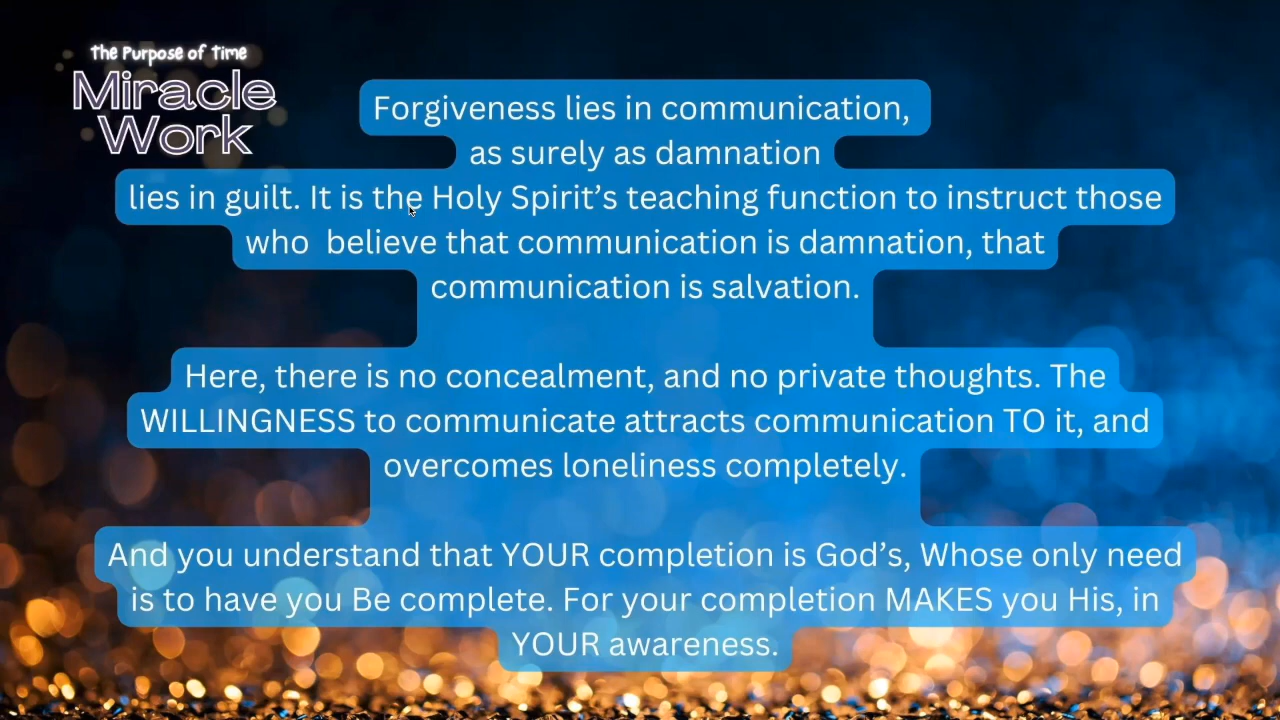 The Purpose of Time
Miracle
Work
Forgiveness lies in communication,
as surely as damnation
lies in guilt. It is the Holy Spirit’s teaching function to instruct those
who  believe that communication is damnation, that
communication is salvation.
Here, there is no concealment, and no private thoughts. The
WILLINGNESS to communicate attracts communication TO it, and
overcomes loneliness completely.
And you understand that YOUR completion is God’s, Whose only need
is to have you Be complete. For your completion MAKES you His, in
YOUR awareness.